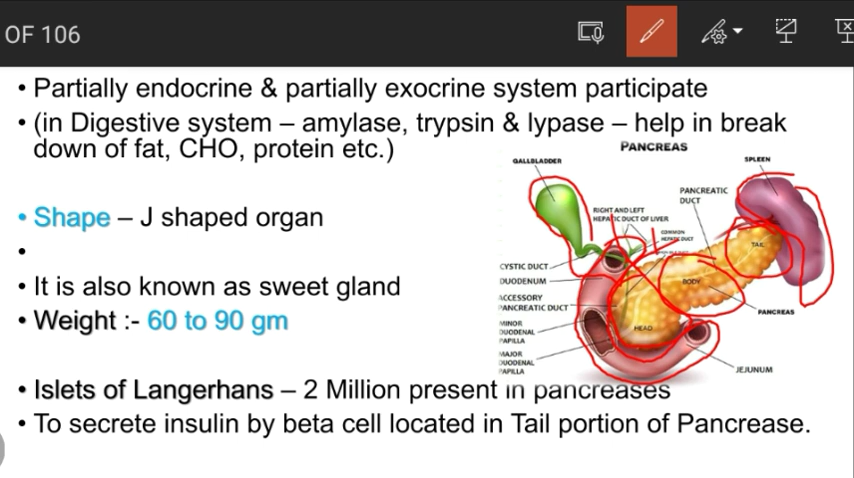 OF 106
• Partially endocrine & partially exocrine system participate
• (in Digestive system – amylase, trypsin & lypase – help in break
down of fat, CHO, protein etc.)
PANCREAS
GALLBLADDER
SPLEEN
PANCREATIC
DUCT
RIGHT AND LEFT
HEPATIC DUCT OF LIVER
• Shape – J shaped organ
COMMON
HEPATIC DUCT
TAIL
•
CYSTIC DUCT
DUODENUM
BODY
• It is also known as sweet gland
ACCESSORY
PANCREATIC DUCT
PANCREAS
• Weight :- 60 to 90 gm
MINOR
DUODENAL
PAPILLA
HEAD
MAJOR
DUODENAL
PAPILLA
JEJUNUM
• Islets of Langerhans – 2 Million present in pancreases
• To secrete insulin by beta cell located in Tail portion of Pancrease.